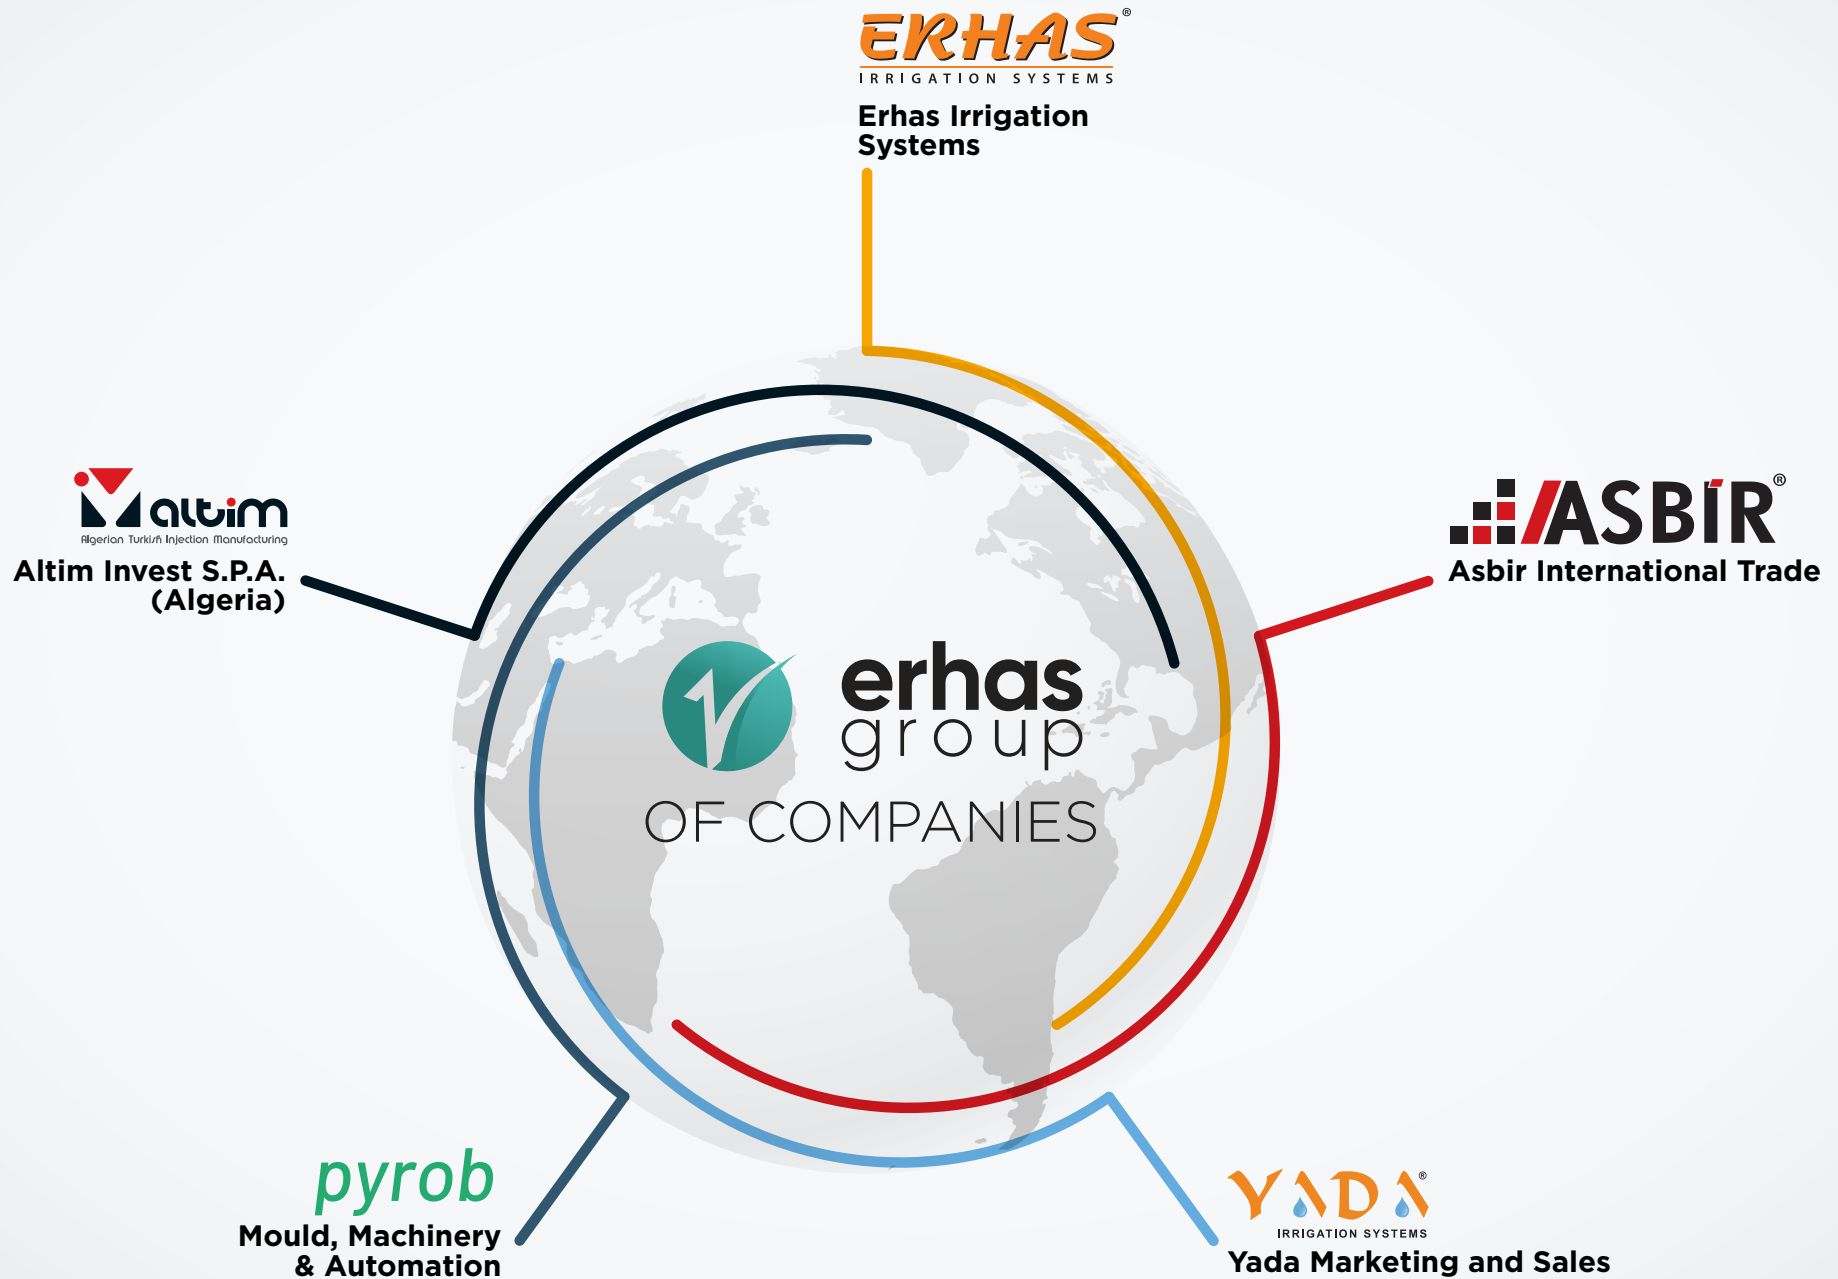 ERHAS®
IRRIGATION SYSTEMS
Erhas Irrigation
Systems
altim
Algerian Turkish Injection Manufacturing
Altim Invest S.P.A.
(Algeria)
ASBİR®
Asbir International Trade
erhas
group
OF COMPANIES
pyrob
Mould, Machinery
& Automation
YADA®
IRRIGATION SYSTEMS
Yada Marketing and Sales